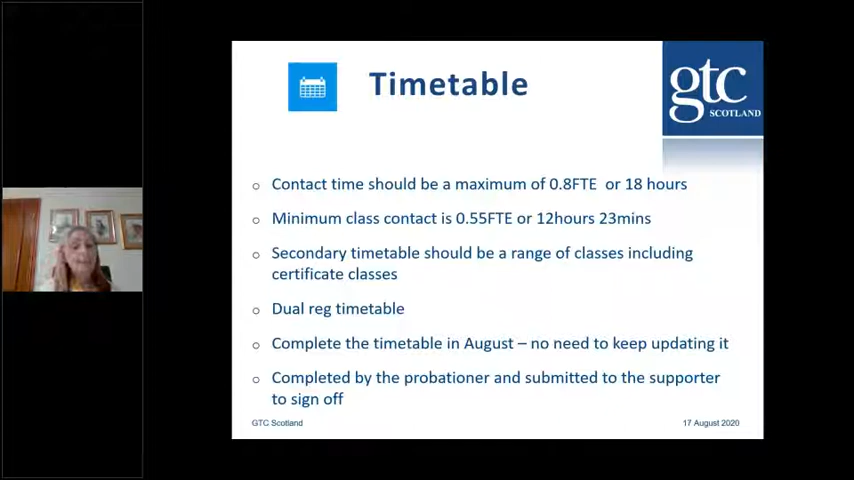 Timetable
gtc
SCOTLAND
Contact time should be a maximum of 0.8FTE or 18 hours
Minimum class contact is 0.55FTE or 12hours 23mins
Secondary timetable should be a range of classes including
certificate classes
Dual reg timetable
Complete the timetable in August – no need to keep updating it
Completed by the probationer and submitted to the supporter
to sign off
GTC Scotland
17 August 2020